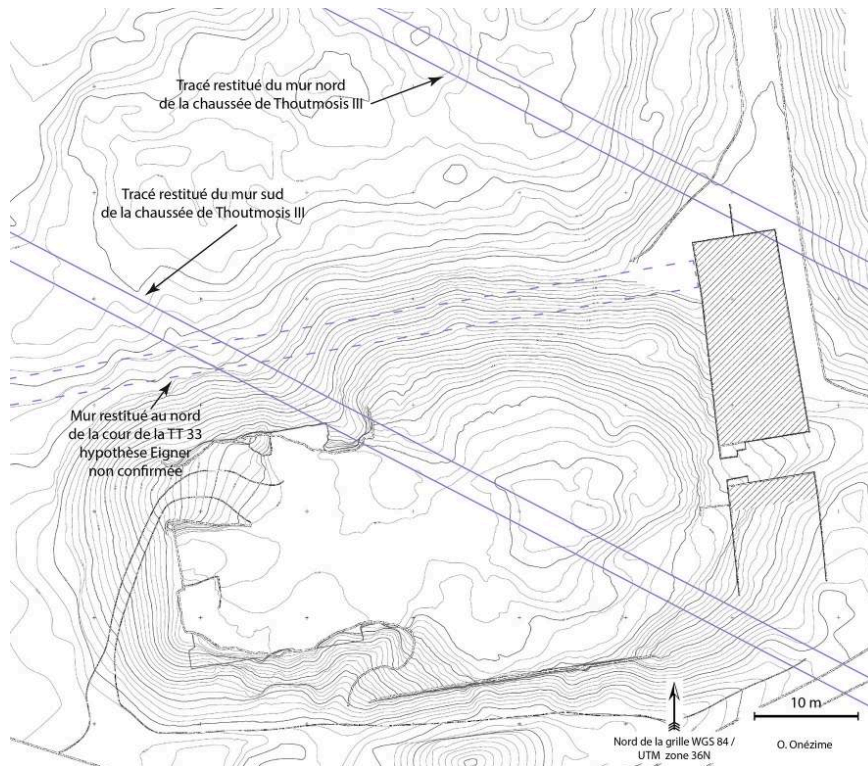 Tracé restitué du mur nord
de la chaussée de Thoutmosis III
Tracé restitué du mur sud
de la chaussée de Thoutmosis III
Mur restitué au nord
de la cour de la TT 33
hypothèse Eigner
non confirmée
10 m
Nord de la grille WGS 84 /
UTM zone 36N
O. Onézime